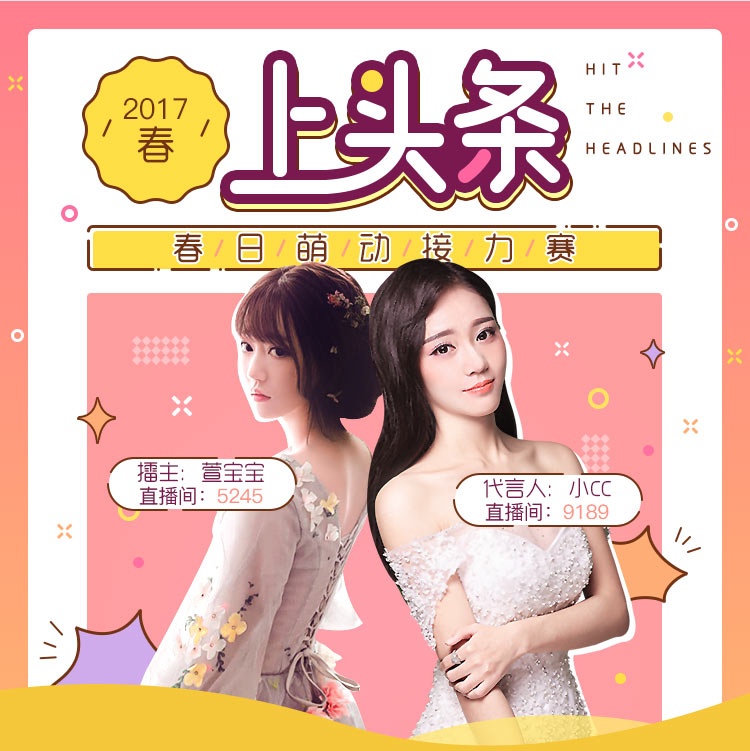 2017
春
上头条
HIT
THE
HEADLINES
春/日/萌/动/接/力/赛
擂主：萱宝宝
直播间：5245
代言人：小CC
直播间：9189